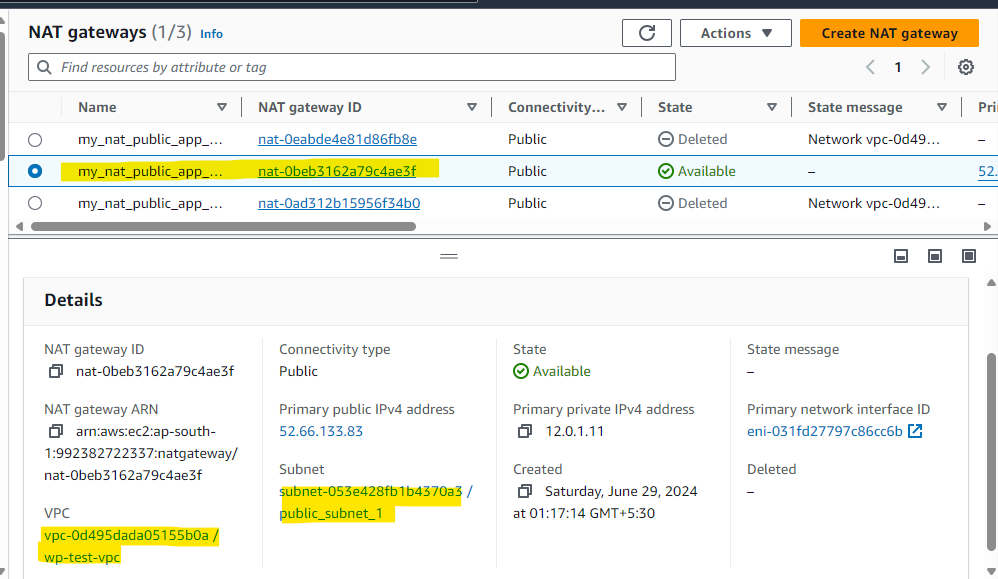 NAT gateways (1/3) Info
Actions
Create NAT gateway
Find resources by attribute or tag
1
Name NAT gateway ID Connectivity... State State message Pri
my_nat_public_app_... nat-0eabde4e81d86fb8e Public Deleted Network vpc-0d49... –
my_nat_public_app_... nat-0beb3162a79c4ae3f Public Available – 52.
my_nat_public_app_... nat-0ad312b15956f34b0 Public Deleted Network vpc-0d49... –
Details
NAT gateway ID
nat-0beb3162a79c4ae3f
Connectivity type
Public
State
Available
State message
–
NAT gateway ARN
arn:aws:ec2:ap-south-
1:992382722337:natgateway/
nat-0beb3162a79c4ae3f
Primary public IPv4 address
52.66.133.83
Primary private IPv4 address
12.0.1.11
Primary network interface ID
eni-031fd27797c86cc6b
VPC
vpc-0d495dada05155b0a /
wp-test-vpc
Subnet
subnet-053e428fb1b4370a3 /
public_subnet_1
Created
Saturday, June 29, 2024
at 01:17:14 GMT+5:30
Deleted
–